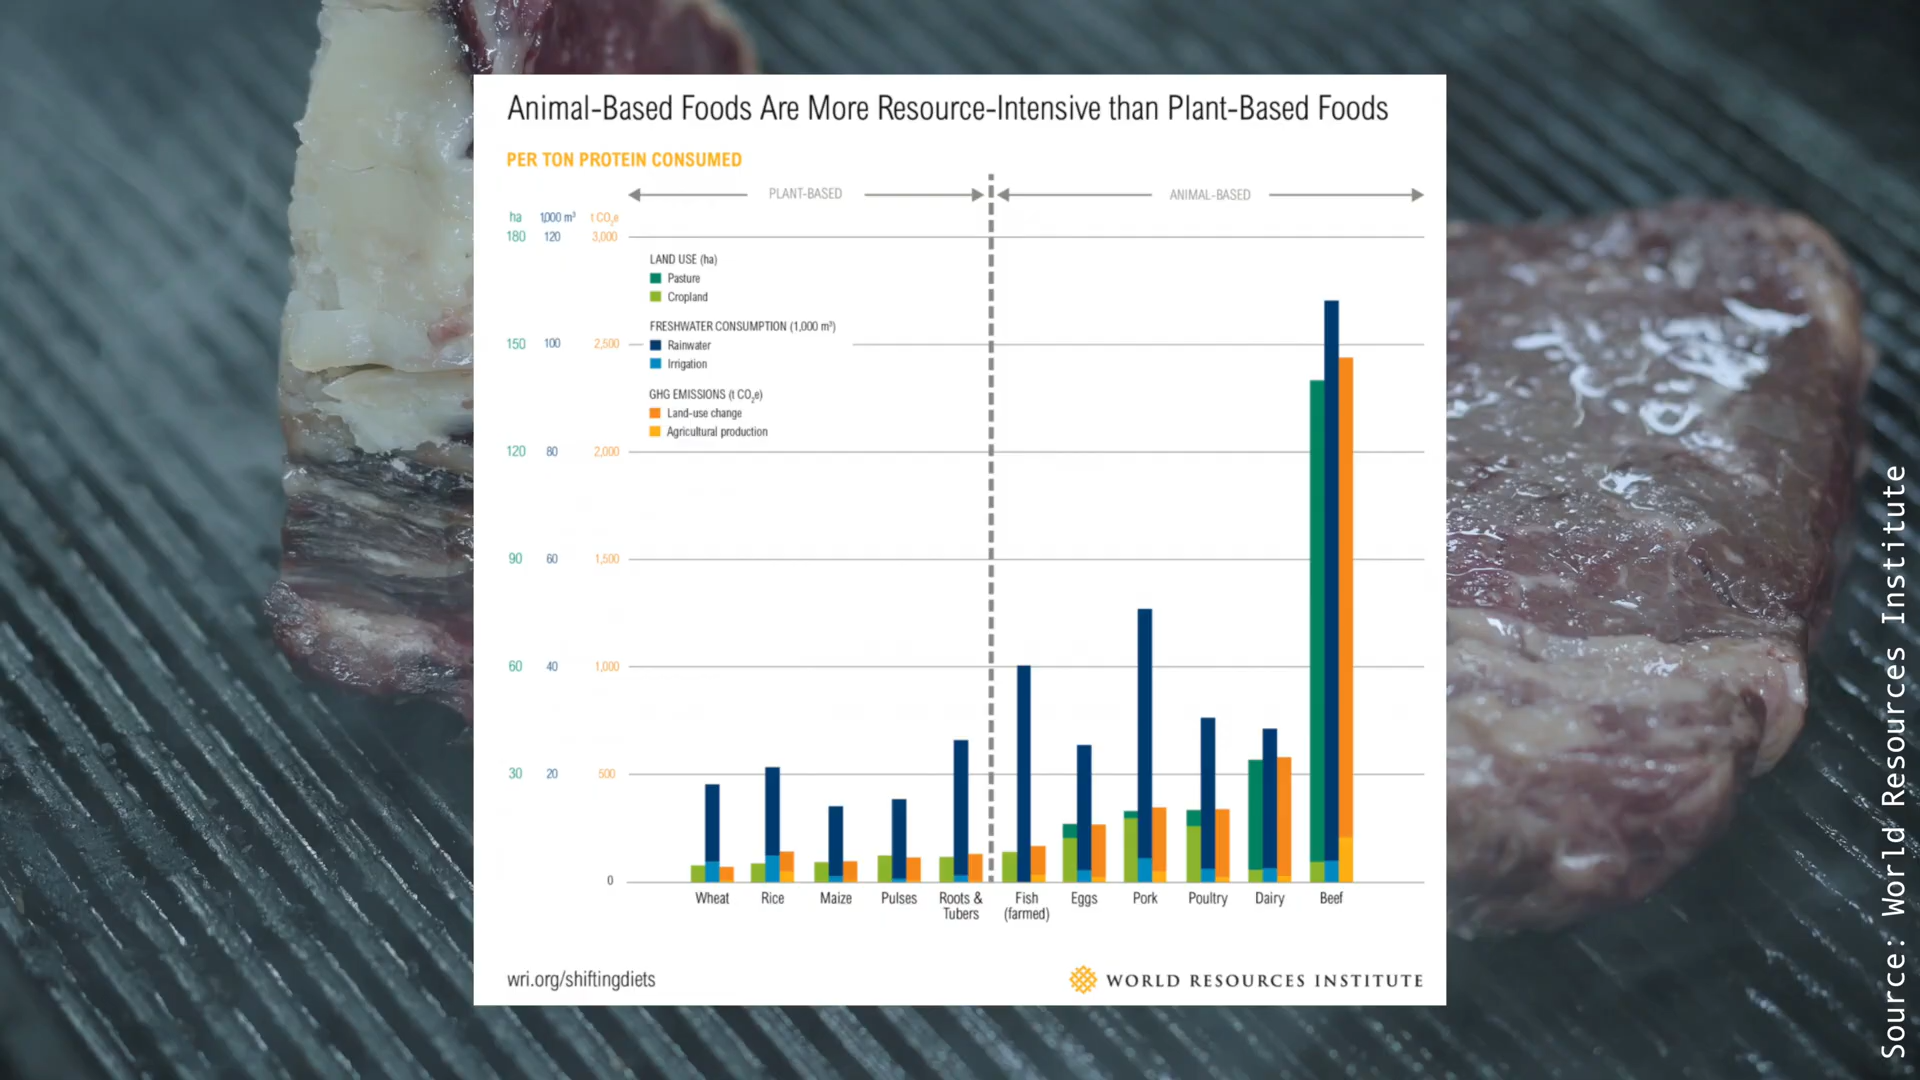 Animal-Based Foods Are More Resource-Intensive than Plant-Based Foods
PER TON PROTEIN CONSUMED
PLANT-BASED
ANIMAL-BASED
ha 1,000 m³ t CO₂e
180 120 3,000
LAND USE (ha)
Pasture
Cropland
FRESHWATER CONSUMPTION (1,000 m³)
150 100 2,500
Rainwater
Irrigation
GHG EMISSIONS (t CO₂e)
Land-use change
Agricultural production
120 80 2,000
90 60 1,500
60 40 1,000
30 20 500
0
Wheat Rice Maize Pulses Roots & Tubers Fish (farmed) Eggs Pork Poultry Dairy Beef
wri.org/shiftingdiets
WORLD RESOURCES INSTITUTE
Source: World Resources Institute